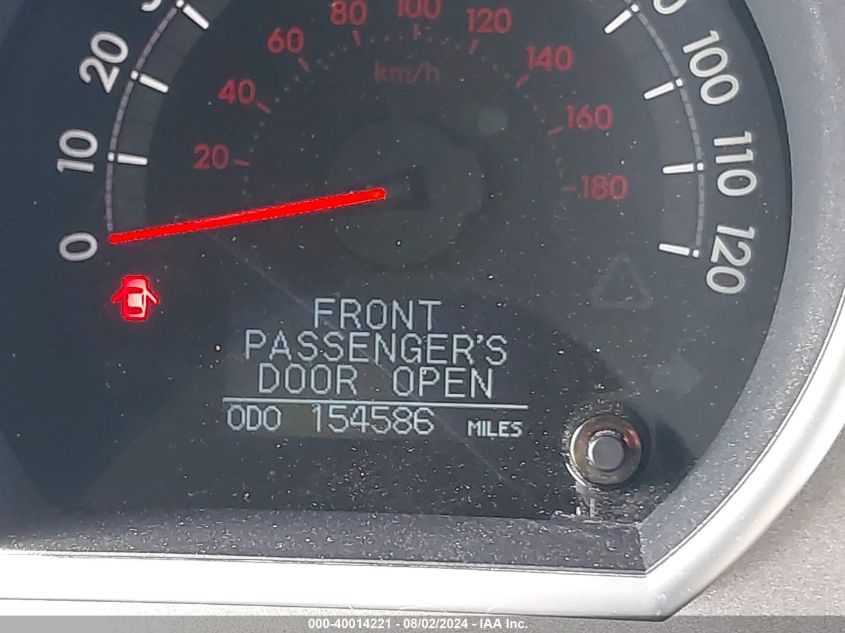 80 100 120
60 140
km/h
20 40 100
160
10 20 110
180
0 120
FRONT
PASSENGER'S
DOOR OPEN
ODO 154586 MILES
000-40014221 - 08/02/2024 - IAA, Inc.